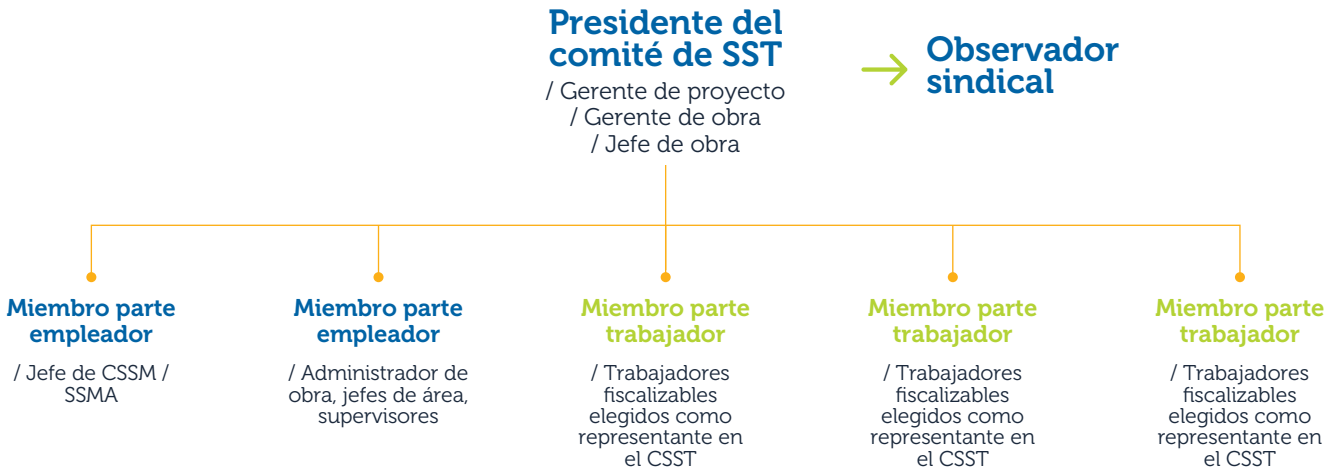 Presidente del
comité de SST
/ Gerente de proyecto
/ Gerente de obra
/ Jefe de obra
Observador
sindical
Miembro parte
empleador
/ Jefe de CSSM /
SSMA
Miembro parte
empleador
/ Administrador de
obra, jefes de área,
supervisores
Miembro parte
trabajador
/ Trabajadores
fiscalizables
elegidos como
representante en
el CSST
Miembro parte
trabajador
/ Trabajadores
fiscalizables
elegidos como
representante en
el CSST
Miembro parte
trabajador
/ Trabajadores
fiscalizables
elegidos como
representante en
el CSST